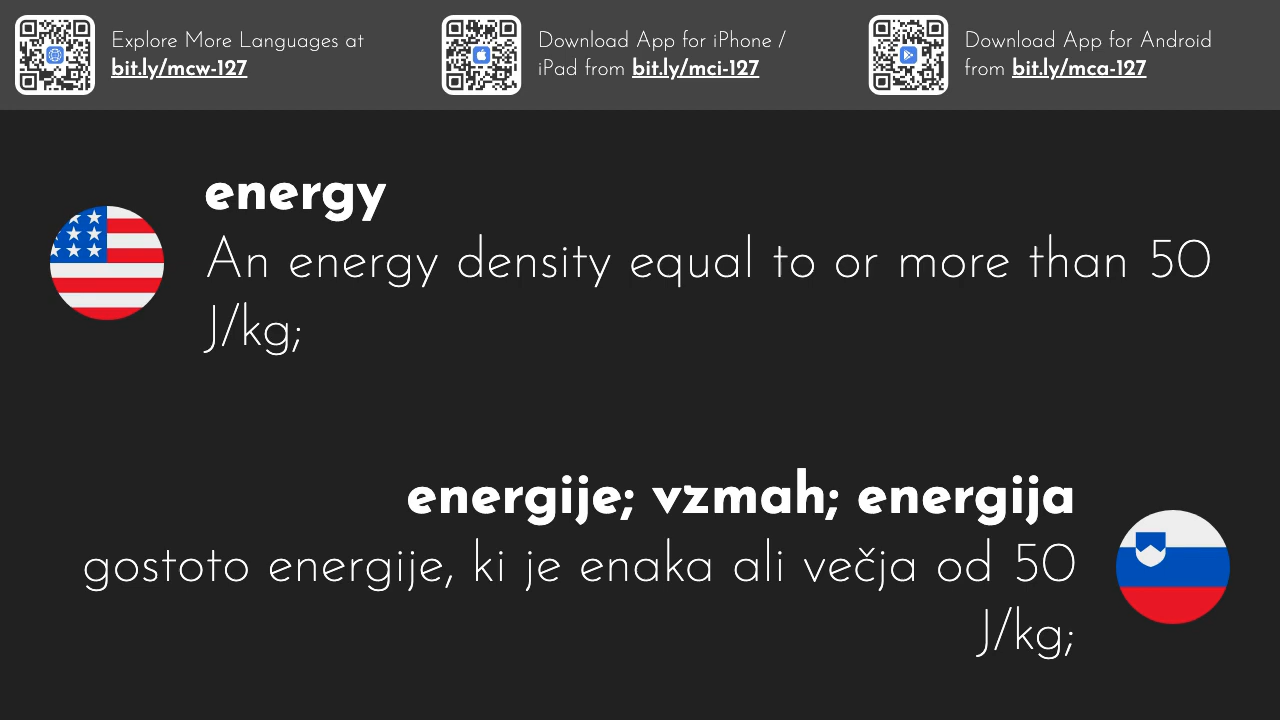 Explore More Languages at
bit.ly/mcw-127
Download App for iPhone /
iPad from bit.ly/mci-127
Download App for Android
from bit.ly/mca-127
energy
An energy density equal to or more than 50
J/kg;
energije; vzmah; energija
gostoto energije, ki je enaka ali večja od 50
J/kg;